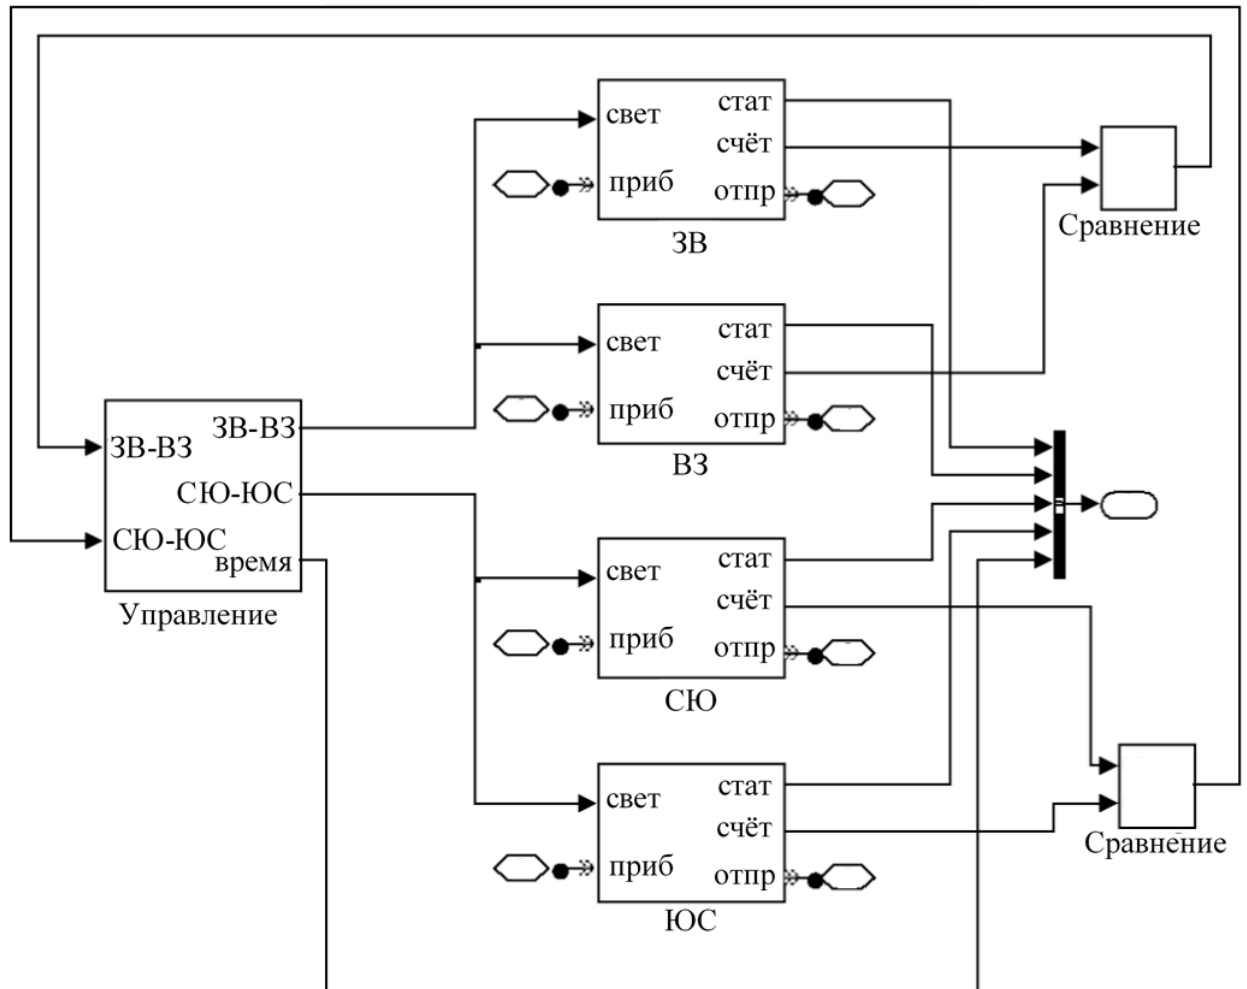 свет
стат
счёт
приб
отпр
ЗВ
Сравнение
свет
стат
счёт
приб
отпр
ВЗ
ЗВ-ВЗ
ЗВ-ВЗ
СЮ-ЮС
СЮ-ЮС
время
Управление
свет
стат
счёт
приб
отпр
СЮ
свет
стат
счёт
приб
отпр
ЮС
Сравнение